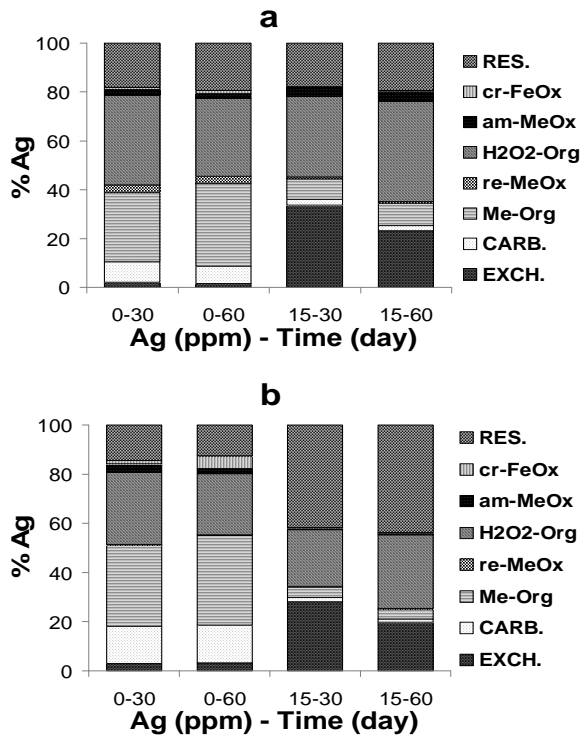 a
100
80
60
40
20
0
% Ag
0-30 0-60 15-30 15-60
Ag (ppm) - Time (day)
RES.
cr-FeOx
am-MeOx
H2O2-Org
re-MeOx
Me-Org
CARB.
EXCH.
b
100
80
60
40
20
0
% Ag
0-30 0-60 15-30 15-60
Ag (ppm) - Time (day)
RES.
cr-FeOx
am-MeOx
H2O2-Org
re-MeOx
Me-Org
CARB.
EXCH.